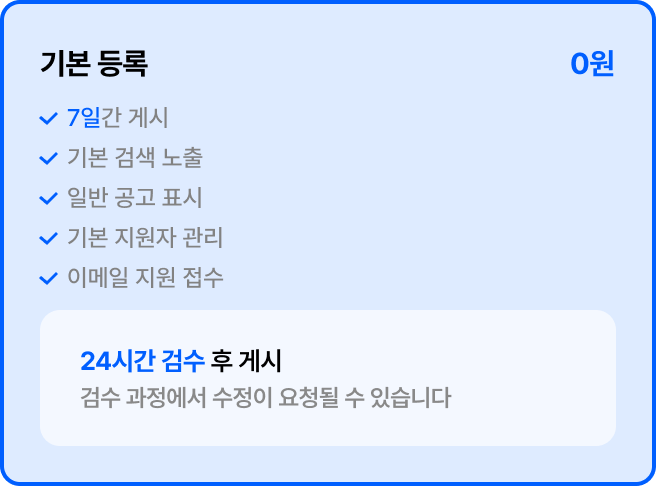 기본 등록 0원
7일간 게시
기본 검색 노출
일반 공고 표시
기본 지원자 관리
이메일 지원 접수
24시간 검수 후 게시
검수 과정에서 수정이 요청될 수 있습니다